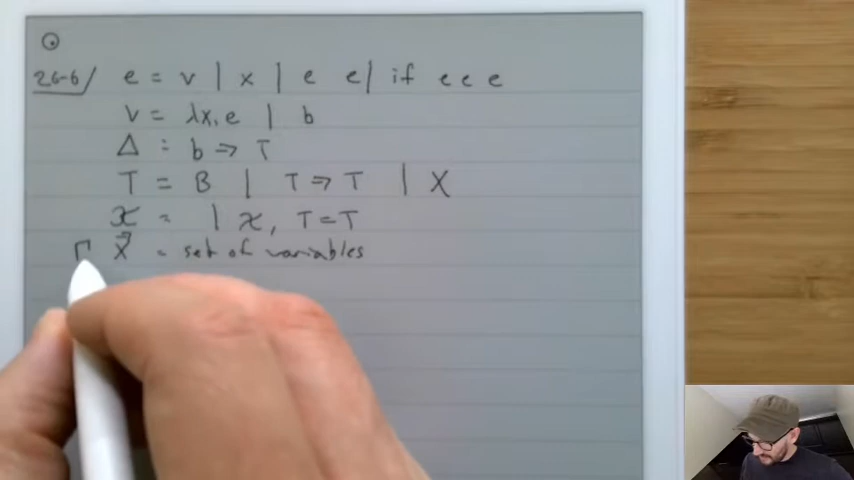 26-6/ e = v | x | e e | if e e e
v = λx.e | b
Δ : b ⇒ T
T = B | T → T | X
𝒳 = | 𝒳, T = T
Γ X⃗ = set of variables